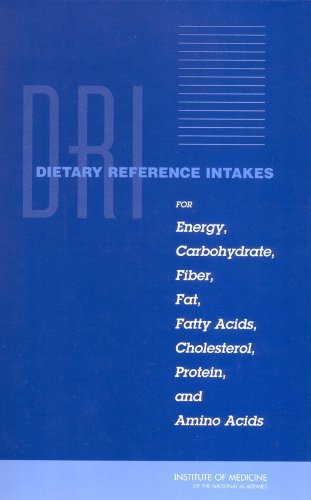 DRI
DIETARY REFERENCE INTAKES
FOR
Energy,
Carbohydrate,
Fiber,
Fat,
Fatty Acids,
Cholesterol,
Protein,
and
Amino Acids
INSTITUTE OF MEDICINE
OF THE NATIONAL ACADEMIES